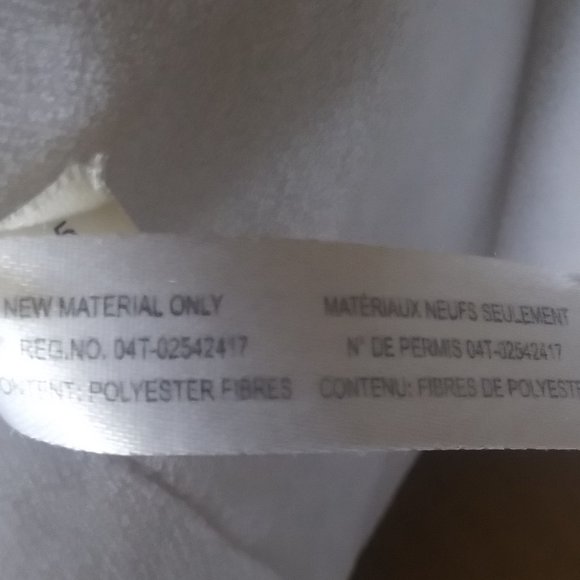 NEW MATERIAL ONLY
REG.NO. 04T-02542417
CONTENT: POLYESTER FIBRES
MATÉRIAUX NEUFS SEULEMENT
N° DE PERMIS 04T-02542417
CONTENU: FIBRES DE POLYESTE